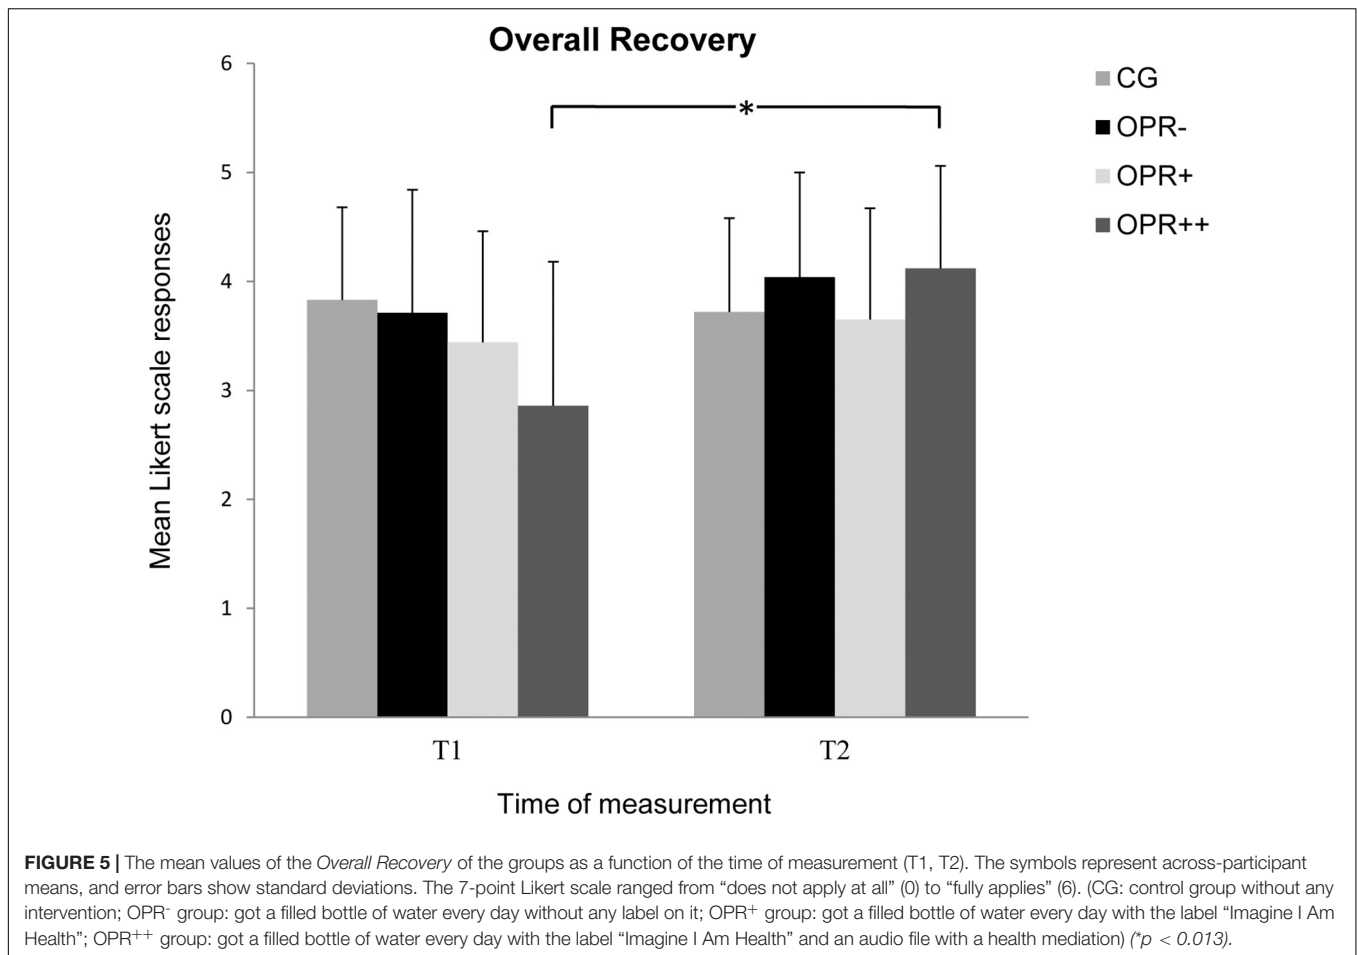 Overall Recovery
6
5
4
3
2
1
0
Mean Likert scale responses
*
CG
OPR-
OPR+
OPR++
T1
T2
Time of measurement
FIGURE 5 | The mean values of the Overall Recovery of the groups as a function of the time of measurement (T1, T2). The symbols represent across-participant
means, and error bars show standard deviations. The 7-point Likert scale ranged from “does not apply at all” (0) to “fully applies” (6). (CG: control group without any
intervention; OPR- group: got a filled bottle of water every day without any label on it; OPR+ group: got a filled bottle of water every day with the label “Imagine I Am
Health”; OPR++ group: got a filled bottle of water every day with the label “Imagine I Am Health” and an audio file with a health mediation) (*p < 0.013).